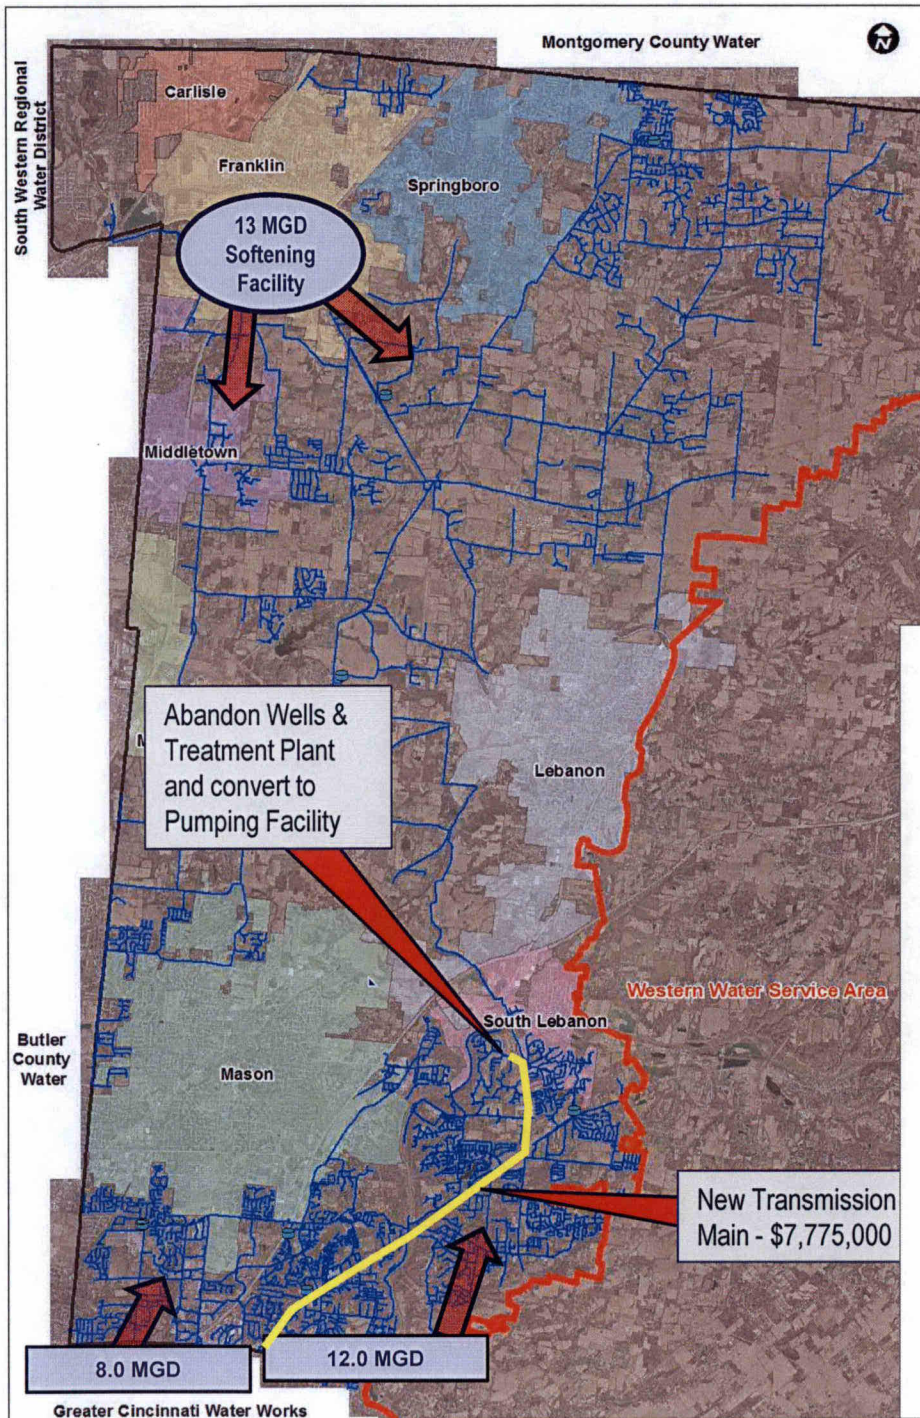 Montgomery County Water
N
South Western Regional
Water District
Carlisle
Franklin
Springboro
13 MGD
Softening
Facility
Middletown
Abandon Wells &
Treatment Plant
and convert to
Pumping Facility
M
Lebanon
Western Water Service Area
South Lebanon
Butler
County
Water
Mason
New Transmission
Main - $7,775,000
8.0 MGD
12.0 MGD
Greater Cincinnati Water Works